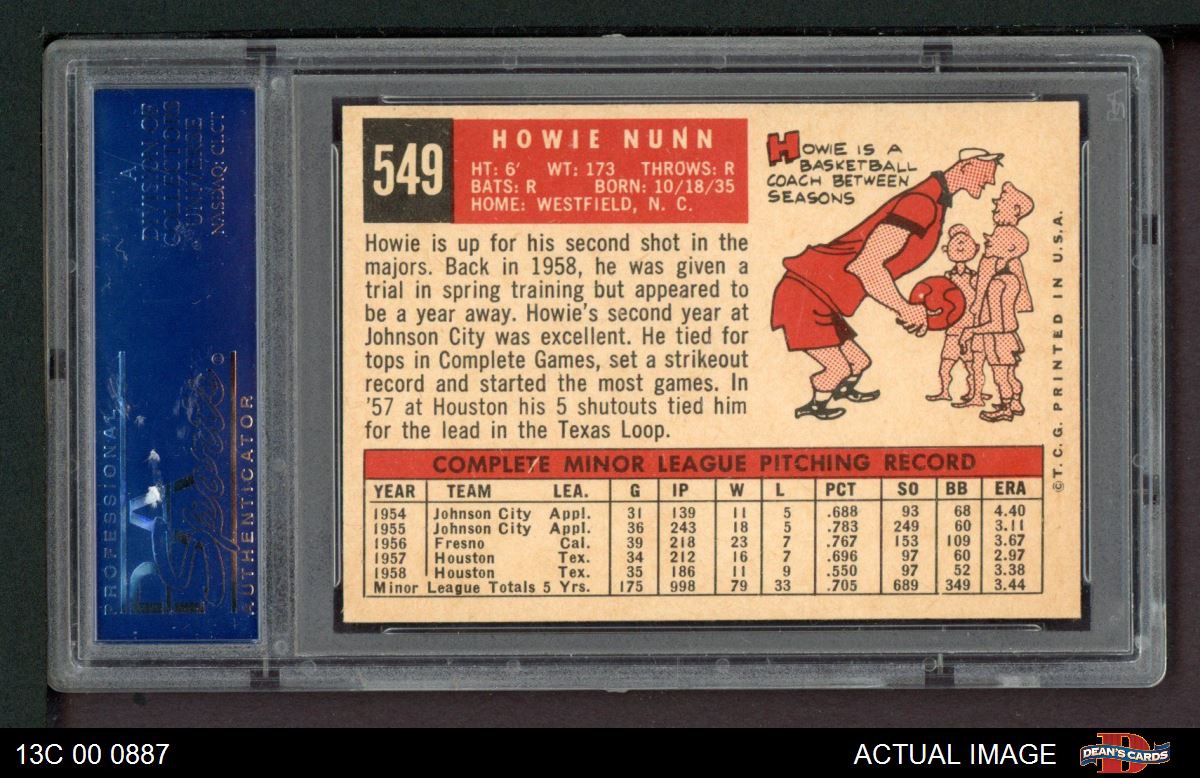 A
DIVISION OF
COLLECTORS
UNIVERSE
NASDAQ: CLCT
PROFESSIONAL
PSA
Sports
AUTHENTICATOR
549
HOWIE NUNN
HT: 6' WT: 173 THROWS: R
BATS: R BORN: 10/18/35
HOME: WESTFIELD, N. C.
HOWIE IS A
BASKETBALL
COACH BETWEEN
SEASONS
Howie is up for his second shot in the
majors. Back in 1958, he was given a
trial in spring training but appeared to
be a year away. Howie's second year at
Johnson City was excellent. He tied for
tops in Complete Games, set a strikeout
record and started the most games. In
'57 at Houston his 5 shutouts tied him
for the lead in the Texas Loop.
©T. C. G. PRINTED IN U.S.A.
COMPLETE MINOR LEAGUE PITCHING RECORD
YEAR TEAM LEA. G IP W L PCT SO BB ERA
1954 Johnson City Appl. 31 139 11 5 .688 93 68 4.40
1955 Johnson City Appl. 36 243 18 5 .783 249 60 3.11
1956 Fresno Cal. 39 218 23 7 .767 153 109 3.67
1957 Houston Tex. 34 212 16 7 .696 97 60 2.97
1958 Houston Tex. 35 186 11 9 .550 97 52 3.38
Minor League Totals 5 Yrs. 175 998 79 33 .705 689 349 3.44
13C 00 0887
ACTUAL IMAGE
DEAN'S CARDS